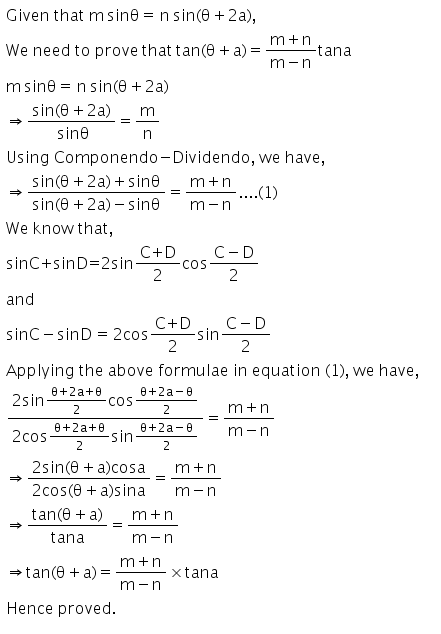 Given that m sinθ = n sin(θ + 2a),
We need to prove that tan(θ + a) = (m + n)/(m − n) tana
m sinθ = n sin(θ + 2a)
⇒ sin(θ + 2a)/sinθ = m/n
Using Componendo − Dividendo, we have,
⇒ (sin(θ + 2a) + sinθ)/(sin(θ + 2a) − sinθ) = (m + n)/(m − n) ....(1)
We know that,
sinC+sinD=2sin (C+D)/2 cos (C − D)/2
and
sinC − sinD = 2cos (C+D)/2 sin (C − D)/2
Applying the above formulae in equation (1), we have,
(2sin (θ+2a+θ)/2 cos (θ+2a−θ)/2)/(2cos (θ+2a+θ)/2 sin (θ+2a−θ)/2) = (m + n)/(m − n)
⇒ (2sin(θ + a)cosa)/(2cos(θ + a)sina) = (m + n)/(m − n)
⇒ tan(θ + a)/tana = (m + n)/(m − n)
⇒ tan(θ + a) = (m + n)/(m − n) × tana
Hence proved.